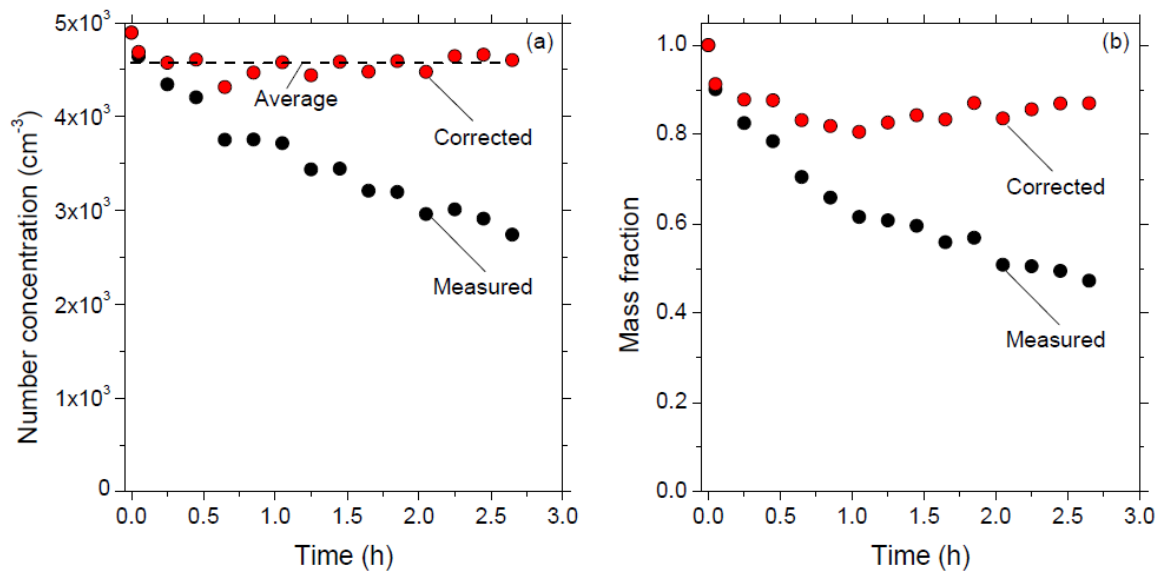 Number concentration (cm-3)
5x10³
4x10³
3x10³
2x10³
1x10³
0
(a)
Average
Corrected
Measured
0.0 0.5 1.0 1.5 2.0 2.5 3.0
Time (h)
Mass fraction
1.0
0.8
0.6
0.4
0.2
0.0
(b)
Corrected
Measured
0.0 0.5 1.0 1.5 2.0 2.5 3.0
Time (h)